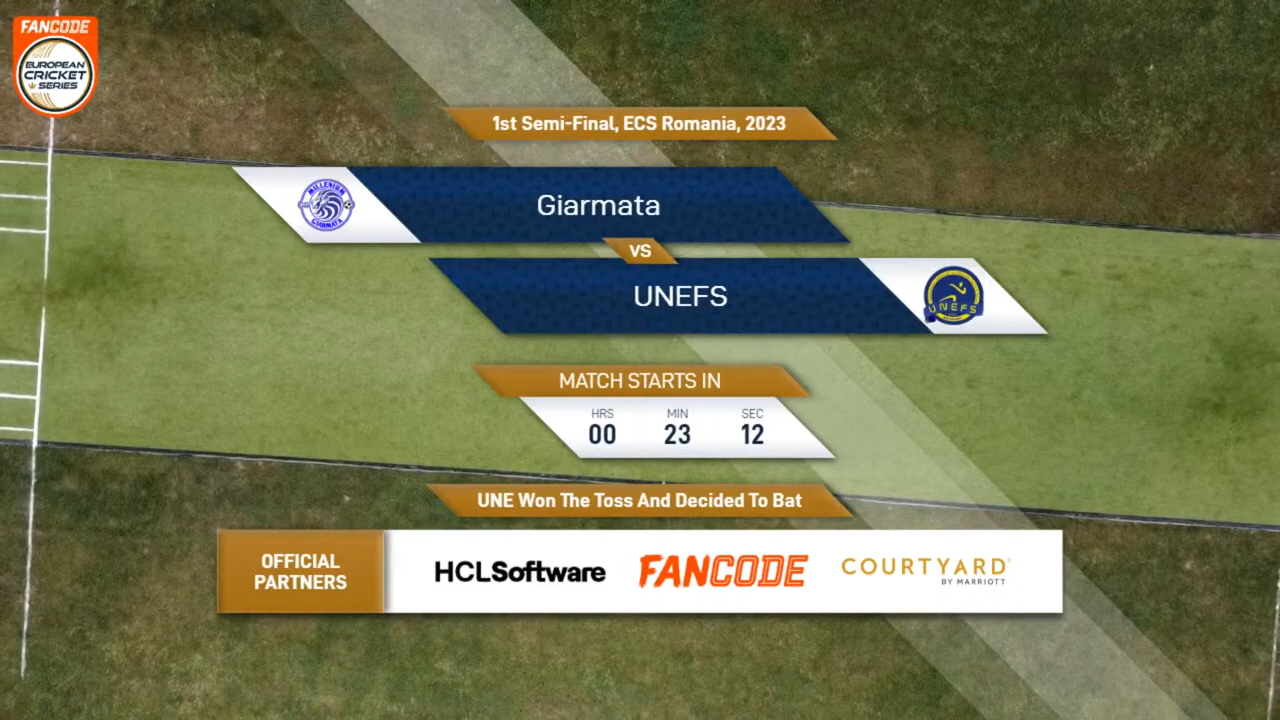 FANCODE
EUROPEAN
CRICKET
SERIES
1st Semi-Final, ECS Romania, 2023
MILLENIUM
GIARMATA
Giarmata
VS
UNEFS
UNEFS
MATCH STARTS IN
HRS MIN SEC
00 23 12
UNE Won The Toss And Decided To Bat
OFFICIAL
PARTNERS
HCLSoftware
FANCODE
COURTYARD
BY MARRIOTT